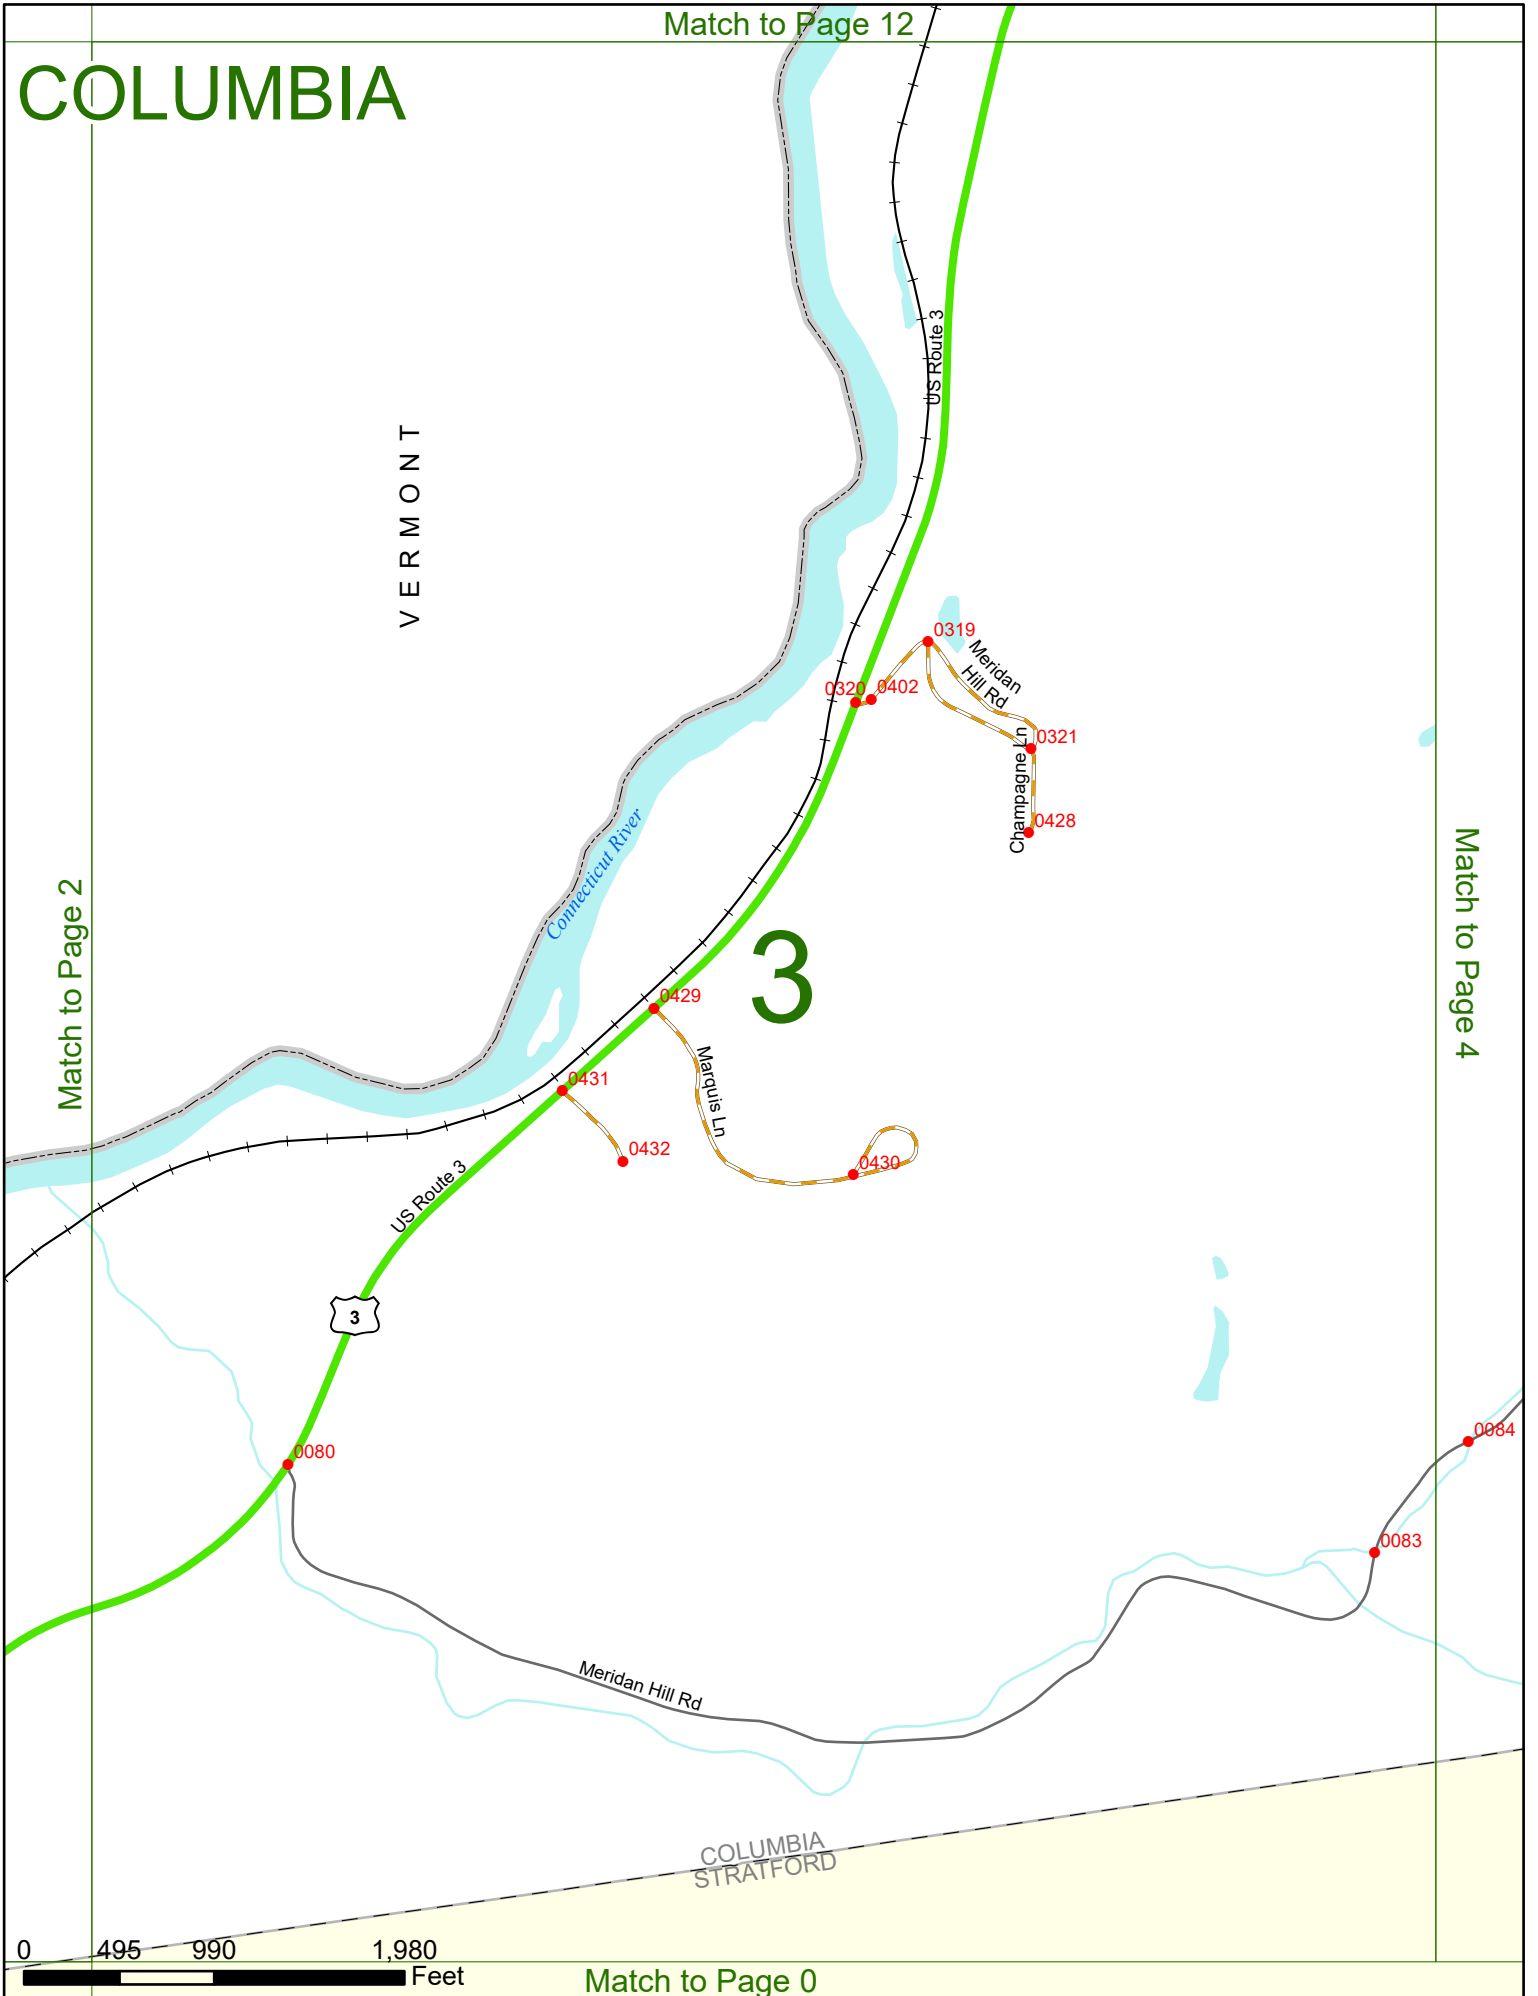 Match to Page 12
COLUMBIA
US Route 3
VERMONT
0319
Meridan
Hill Rd
0320
0402
0321
Champagne Ln
0428
Connecticut River
Match to Page 2
Match to Page 4
3
0429
Marquis Ln
0431
0432
0430
US Route 3
3
0080
0084
0083
Meridan Hill Rd
COLUMBIA
STRATFORD
0 495 990 1,980
Feet
Match to Page 0